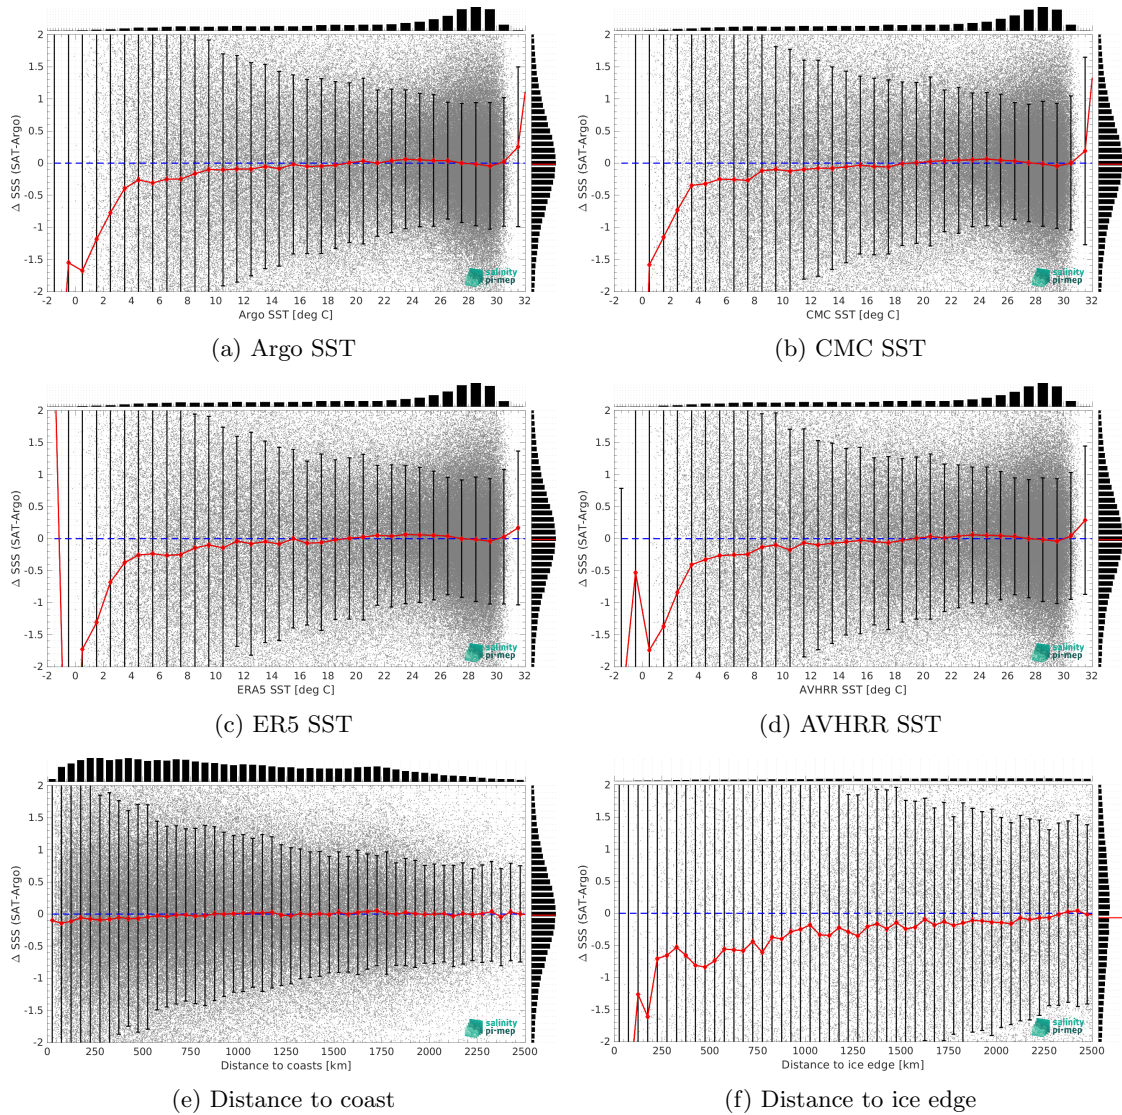 2
1.5
1
0.5
0
-0.5
-1
-1.5
-2
Δ SSS (SAT-Argo)
salinity
pi-mep
-2 0 2 4 6 8 10 12 14 16 18 20 22 24 26 28 30 32
Argo SST [deg C]
(a) Argo SST
2
1.5
1
0.5
0
-0.5
-1
-1.5
-2
Δ SSS (SAT-Argo)
salinity
pi-mep
-2 0 2 4 6 8 10 12 14 16 18 20 22 24 26 28 30 32
CMC SST [deg C]
(b) CMC SST
2
1.5
1
0.5
0
-0.5
-1
-1.5
-2
Δ SSS (SAT-Argo)
salinity
pi-mep
-2 0 2 4 6 8 10 12 14 16 18 20 22 24 26 28 30 32
ERA5 SST [deg C]
(c) ER5 SST
2
1.5
1
0.5
0
-0.5
-1
-1.5
-2
Δ SSS (SAT-Argo)
salinity
pi-mep
-2 0 2 4 6 8 10 12 14 16 18 20 22 24 26 28 30 32
AVHRR SST [deg C]
(d) AVHRR SST
2
1.5
1
0.5
0
-0.5
-1
-1.5
-2
Δ SSS (SAT-Argo)
salinity
pi-mep
0 250 500 750 1000 1250 1500 1750 2000 2250 2500
Distance to coasts [km]
(e) Distance to coast
2
1.5
1
0.5
0
-0.5
-1
-1.5
-2
Δ SSS (SAT-Argo)
salinity
pi-mep
0 250 500 750 1000 1250 1500 1750 2000 2250 2500
Distance to ice edge [km]
(f) Distance to ice edge